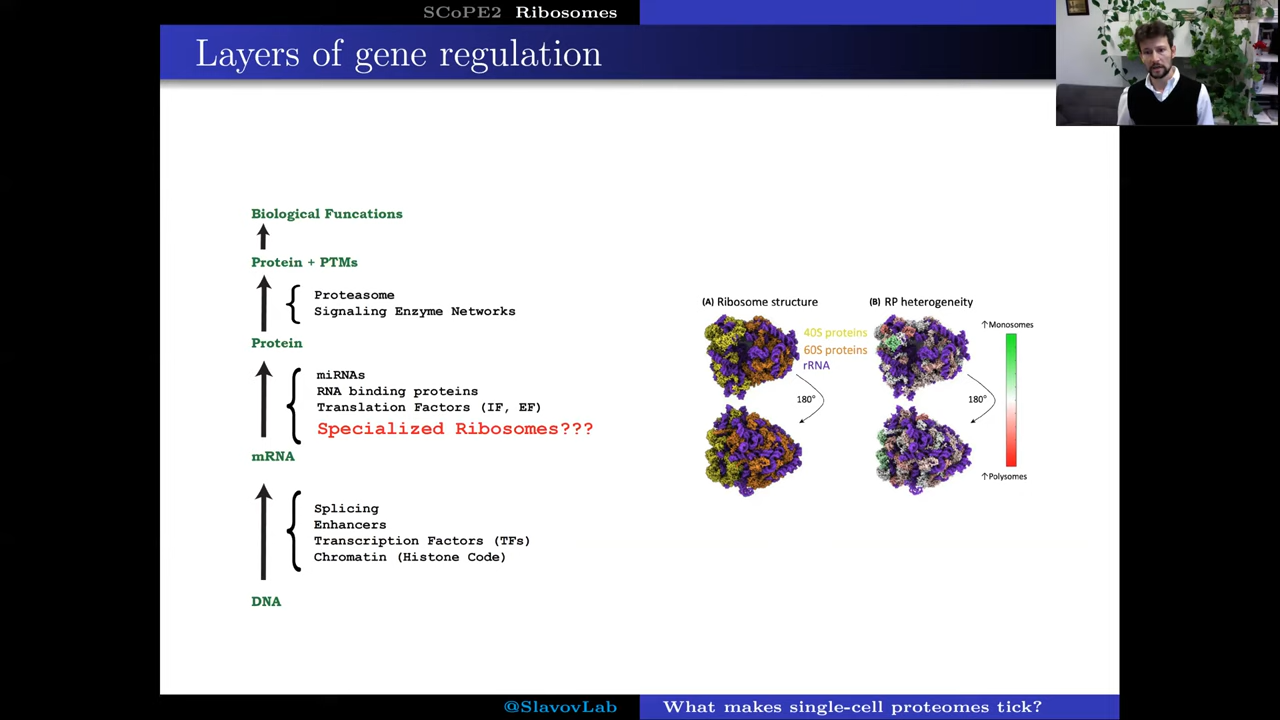 SCoPE2 Ribosomes
Layers of gene regulation
Biological Funcations
Protein + PTMs
Proteasome
Signaling Enzyme Networks
Protein
miRNAs
RNA binding proteins
Translation Factors (IF, EF)
Specialized Ribosomes???
mRNA
Splicing
Enhancers
Transcription Factors (TFs)
Chromatin (Histone Code)
DNA
(A) Ribosome structure
40S proteins
60S proteins
rRNA
180°
(B) RP heterogeneity
↑Monosomes
180°
↑Polysomes
@SlavovLab
What makes single-cell proteomes tick?